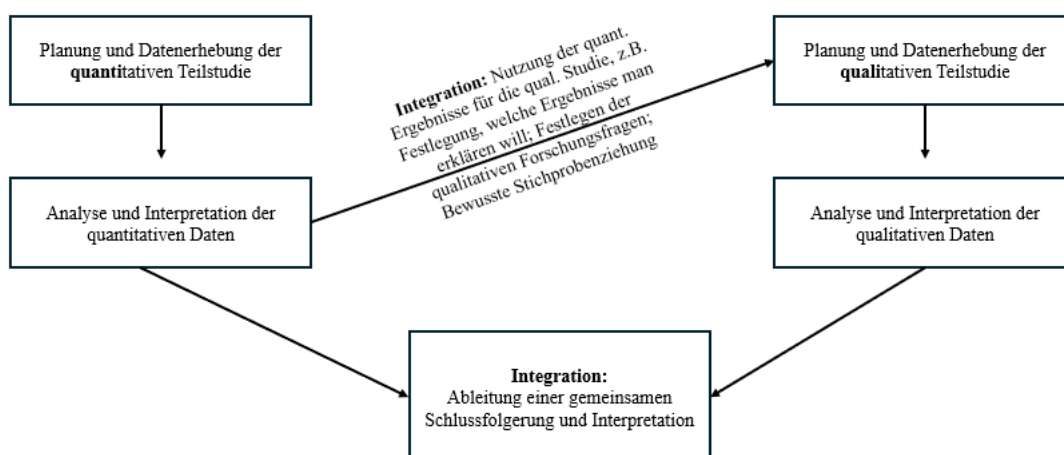 Planung und Datenerhebung der
quantitativen Teilstudie
Integration: Nutzung der quant.
Ergebnisse für die qual. Studie, z.B.
Festlegung, welche Ergebnisse man
erklären will; Festlegen der
qualitativen Forschungsfragen;
Bewusste Stichprobenziehung
Planung und Datenerhebung der
qualitativen Teilstudie
Analyse und Interpretation der
quantitativen Daten
Analyse und Interpretation der
qualitativen Daten
Integration:
Ableitung einer gemeinsamen
Schlussfolgerung und Interpretation